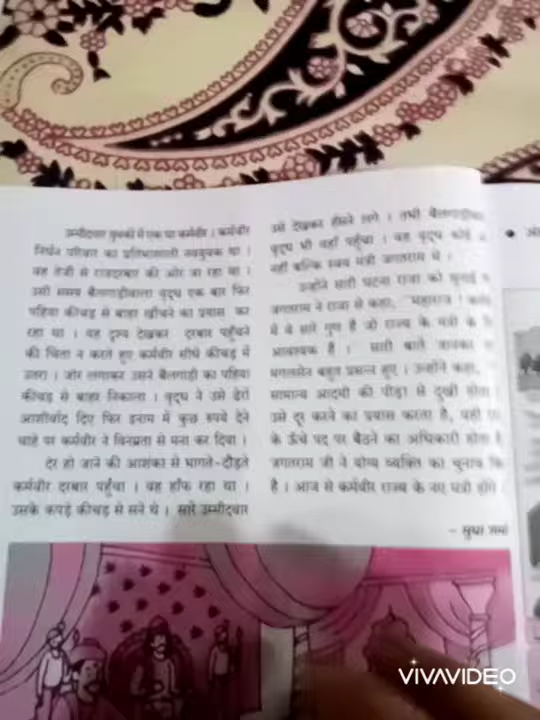 उम्मीदवार युवकों में एक था कर्मवीर । कर्मवीर
निर्धन परिवार का प्रतिभाशाली नवयुवक था ।
वह तेजी से राजदरबार की ओर जा रहा था ।
उसी समय बैलगाड़ीवाला वृद्ध एक बार फिर
पहिया कीचड़ से बाहर खींचने का प्रयास कर
रहा था । यह दृश्य देखकर दरबार पहुँचने
की चिंता न करते हुए कर्मवीर सीधे कीचड़ में
उतरा । जोर लगाकर उसने बैलगाड़ी का पहिया
कीचड़ से बाहर निकाला । वृद्ध ने उसे ढेरों
आशीर्वाद दिए फिर इनाम में कुछ रुपये देने
चाहे पर कर्मवीर ने विनम्रता से मना कर दिया ।
देर हो जाने की आशंका से भागते-दौड़ते
कर्मवीर दरबार पहुँचा । वह हाँफ रहा था ।
उसके कपड़े कीचड़ से सने थे । सारे उम्मीदवार
उसे देखकर हँसने लगे । तभी बैलगाड़ीवाला
वृद्ध भी वहाँ पहुँचा । वह वृद्ध कोई
नहीं बल्कि स्वयं मंत्री जगतराम थे ।
उन्होंने सारी घटना राजा को सुनाई
जगतराम ने राजा से कहा, "महाराज !
में वे सारे गुण हैं जो राज्य के मंत्री के
आवश्यक हैं । सारी बातें जानकर
मंगलसेन बहुत प्रसन्न हुए । उन्होंने कहा,
सामान्य आदमी की पीड़ा से दुखी होता
उसे दूर करने का प्रयास करता है, वही
के ऊँचे पद पर बैठने का अधिकारी होता है
जगतराम जी ने योग्य व्यक्ति का चुनाव
है । आज से कर्मवीर राज्य के नए मंत्री होंगे
– सुधा शर्मा
VIVAVIDEO